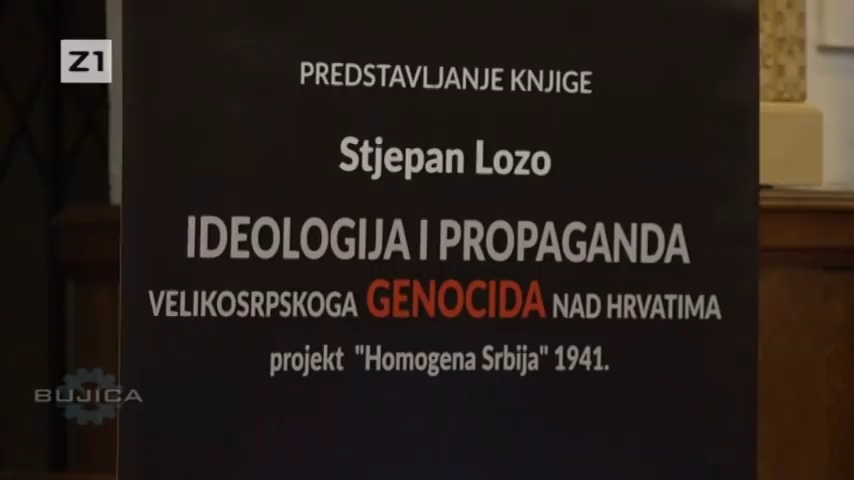 Z1
PREDSTAVLJANJE KNJIGE
Stjepan Lozo
IDEOLOGIJA I PROPAGANDA
VELIKOSRPSKOGA GENOCIDA NAD HRVATIMA
projekt "Homogena Srbija" 1941.
BUJICA